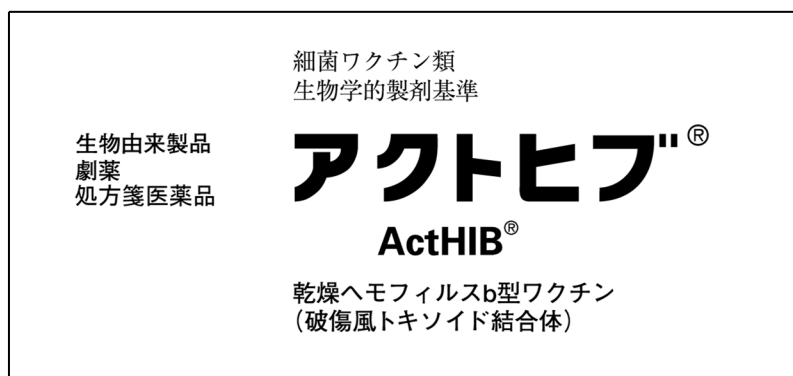 細菌ワクチン類
生物学的製剤基準
生物由来製品
劇薬
処方箋医薬品
アクトヒブ®
ActHIB®
乾燥ヘモフィルスb型ワクチン
（破傷風トキソイド結合体）